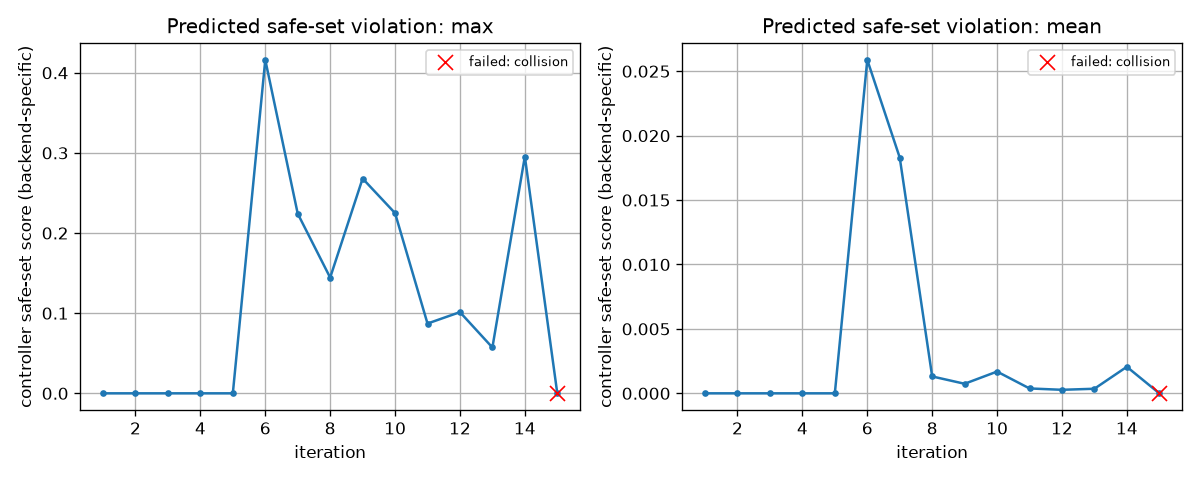 Predicted safe-set violation: max
controller safe-set score (backend-specific)
0.4
0.3
0.2
0.1
0.0
failed: collision
2 4 6 8 10 12 14
iteration
Predicted safe-set violation: mean
controller safe-set score (backend-specific)
0.025
0.020
0.015
0.010
0.005
0.000
failed: collision
2 4 6 8 10 12 14
iteration